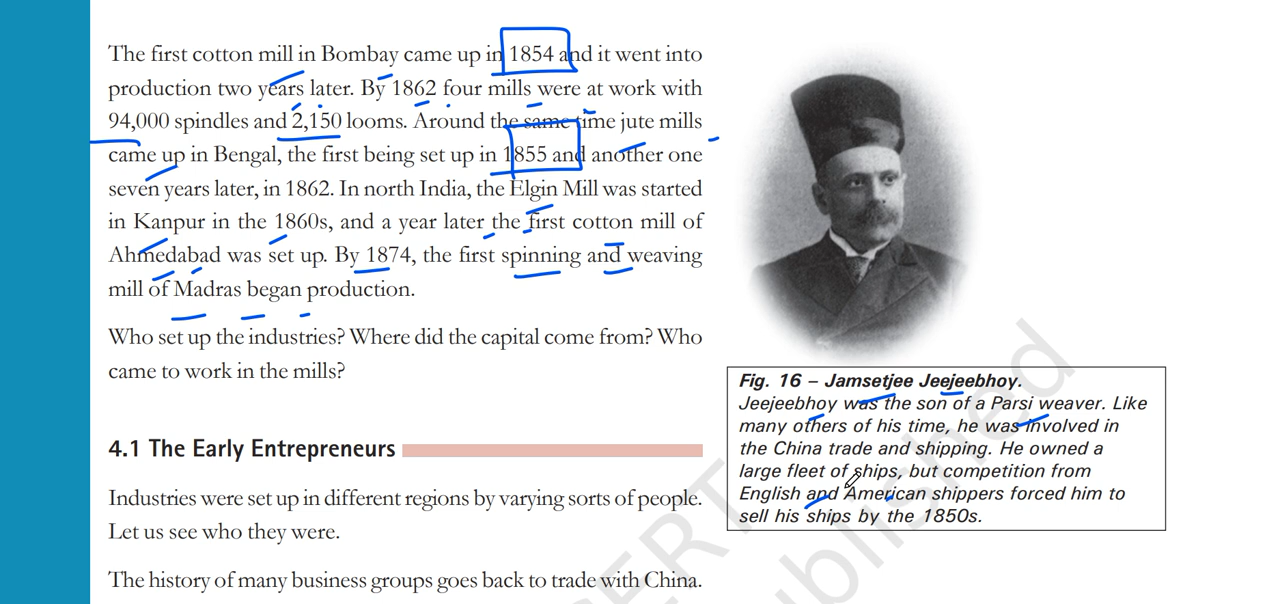 The first cotton mill in Bombay came up in 1854 and it went into
production two years later. By 1862 four mills were at work with
94,000 spindles and 2,150 looms. Around the same time jute mills
came up in Bengal, the first being set up in 1855 and another one
seven years later, in 1862. In north India, the Elgin Mill was started
in Kanpur in the 1860s, and a year later the first cotton mill of
Ahmedabad was set up. By 1874, the first spinning and weaving
mill of Madras began production.
Who set up the industries? Where did the capital come from? Who
came to work in the mills?
4.1 The Early Entrepreneurs
Industries were set up in different regions by varying sorts of people.
Let us see who they were.
The history of many business groups goes back to trade with China.
Fig. 16 – Jamsetjee Jeejeebhoy.
Jeejeebhoy was the son of a Parsi weaver. Like
many others of his time, he was involved in
the China trade and shipping. He owned a
large fleet of ships, but competition from
English and American shippers forced him to
sell his ships by the 1850s.